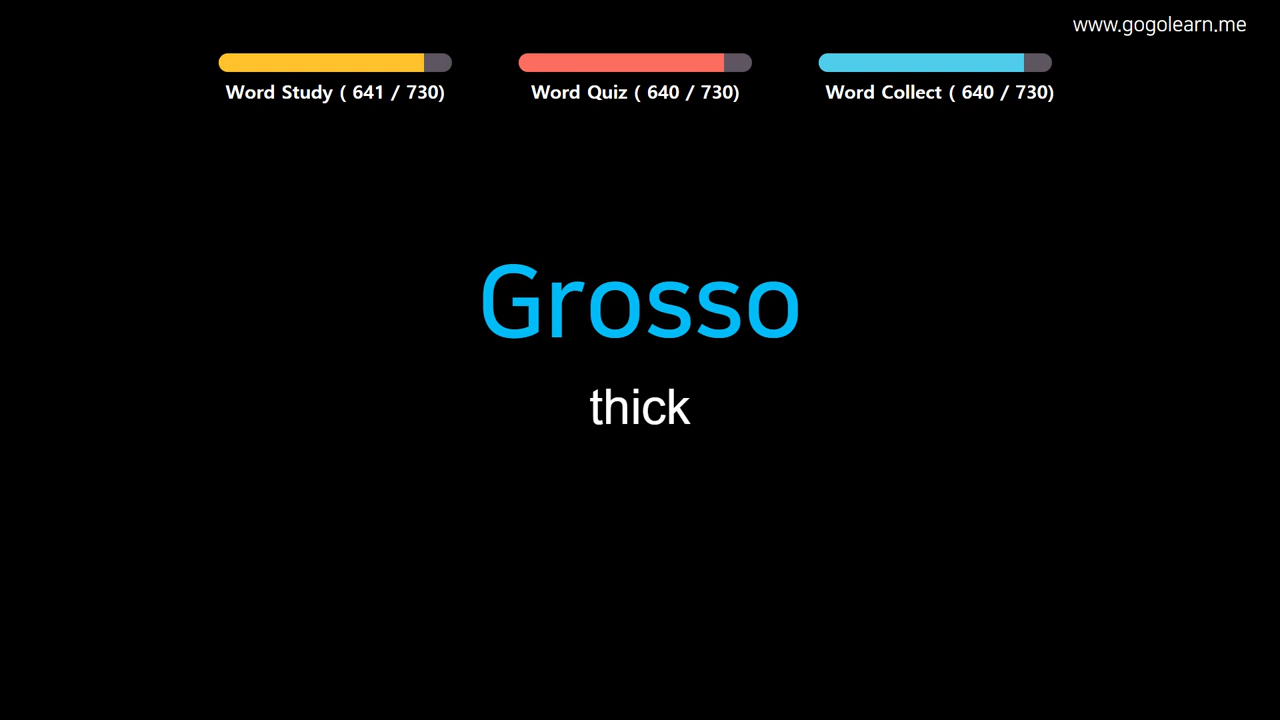 www.gogolearn.me
Word Study ( 641 / 730)
Word Quiz ( 640 / 730)
Word Collect ( 640 / 730)
Grosso
thick